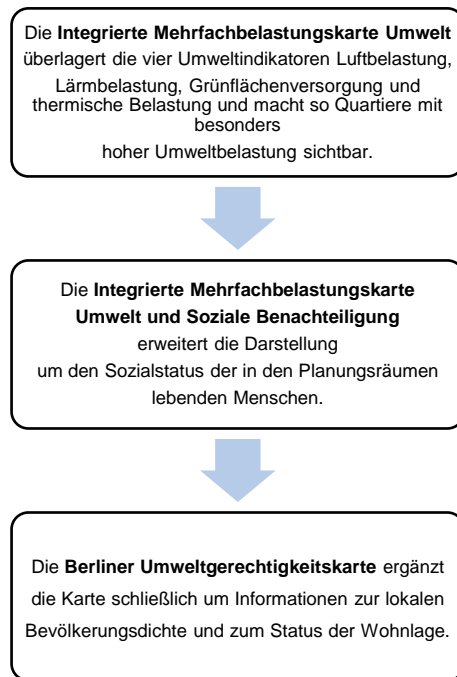 Die Integrierte Mehrfachbelastungskarte Umwelt
überlagert die vier Umweltindikatoren Luftbelastung,
Lärmbelastung, Grünflächenversorgung und
thermische Belastung und macht so Quartiere mit
besonders
hoher Umweltbelastung sichtbar.
Die Integrierte Mehrfachbelastungskarte
Umwelt und Soziale Benachteiligung
erweitert die Darstellung
um den Sozialstatus der in den Planungsräumen
lebenden Menschen.
Die Berliner Umweltgerechtigkeitskarte ergänzt
die Karte schließlich um Informationen zur lokalen
Bevölkerungsdichte und zum Status der Wohnlage.